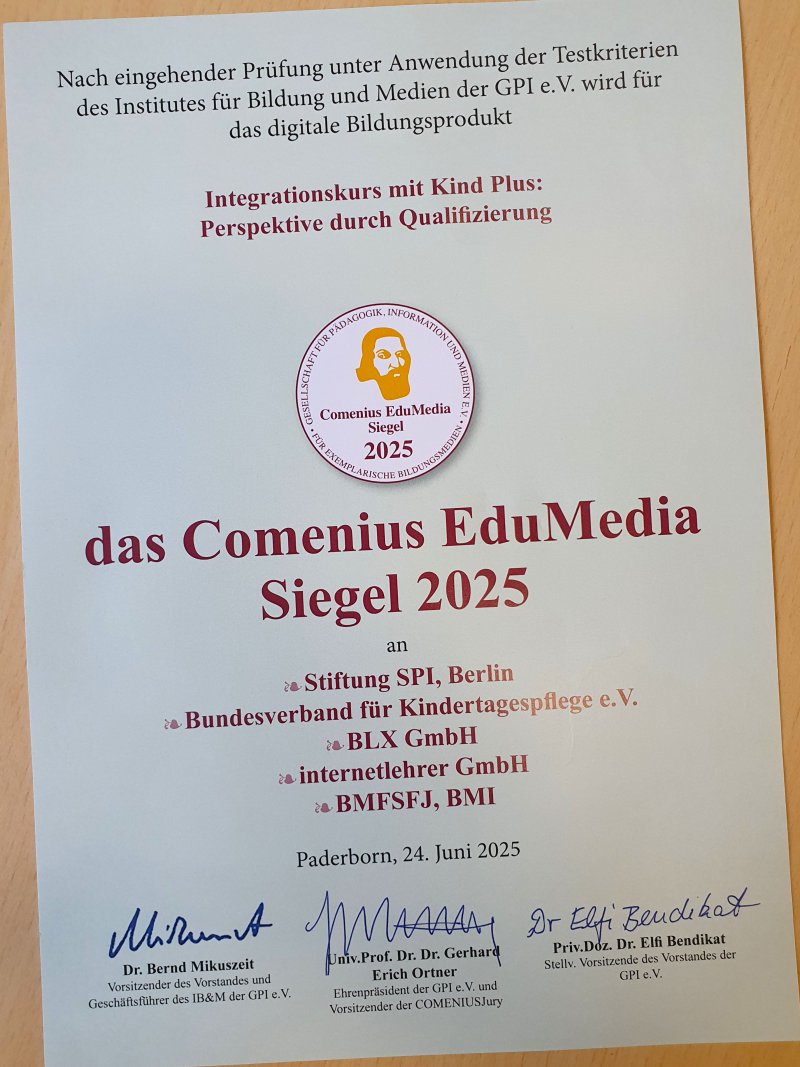 Nach eingehender Prüfung unter Anwendung der Testkriterien
des Institutes für Bildung und Medien der GPI e.V. wird für
das digitale Bildungsprodukt
Integrationskurs mit Kind Plus:
Perspektive durch Qualifizierung
GESELLSCHAFT FÜR PÄDAGOGIK, INFORMATION UND MEDIEN E.V.
Comenius EduMedia
Siegel
2025
• FÜR EXEMPLARISCHE BILDUNGSMEDIEN •
das Comenius EduMedia
Siegel 2025
an
Stiftung SPI, Berlin
Bundesverband für Kindertagespflege e.V.
BLX GmbH
internetlehrer GmbH
BMFSFJ, BMI
Paderborn, 24. Juni 2025
Mikuszeit
Dr. Bernd Mikuszeit
Vorsitzender des Vorstandes und
Geschäftsführer des IB&M der GPI e.V.
Univ.Prof. Dr. Dr. Gerhard
Erich Ortner
Ehrenpräsident der GPI e.V. und
Vorsitzender der COMENIUSJury
Dr Elfi Bendikat
Priv.Doz. Dr. Elfi Bendikat
Stellv. Vorsitzende des Vorstandes der
GPI e.V.